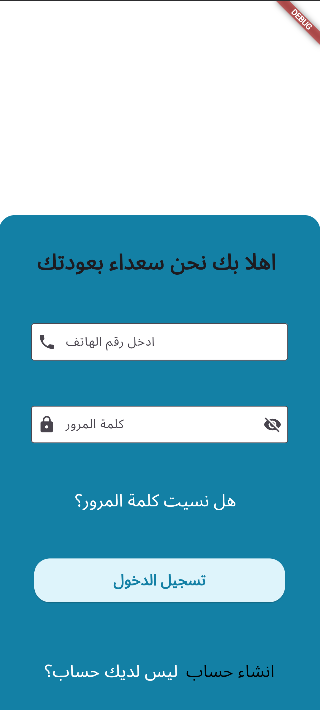 DEBUG
اهلا بك نحن سعداء بعودتك
ادخل رقم الهاتف
كلمة المرور
هل نسيت كلمة المرور؟
تسجيل الدخول
ليس لديك حساب؟ انشاء حساب